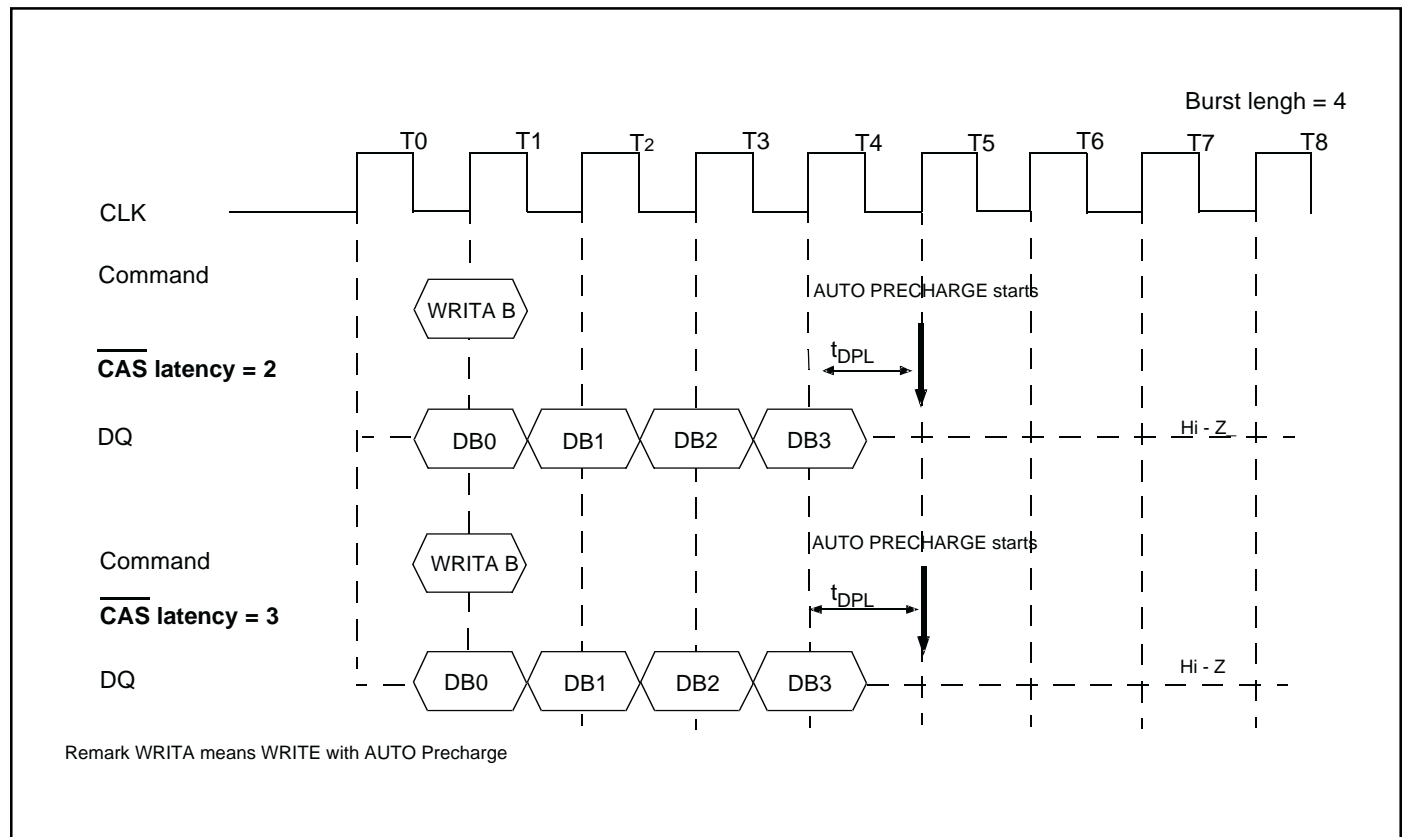 Burst lengh = 4
T0 T1 T2 T3 T4 T5 T6 T7 T8
CLK
Command
WRITA B
AUTO PRECHARGE starts
CAS latency = 2
tDPL
DQ
DB0 DB1 DB2 DB3
Hi - Z
Command
WRITA B
AUTO PRECHARGE starts
CAS latency = 3
tDPL
DQ
DB0 DB1 DB2 DB3
Hi - Z
Remark WRITA means WRITE with AUTO Precharge